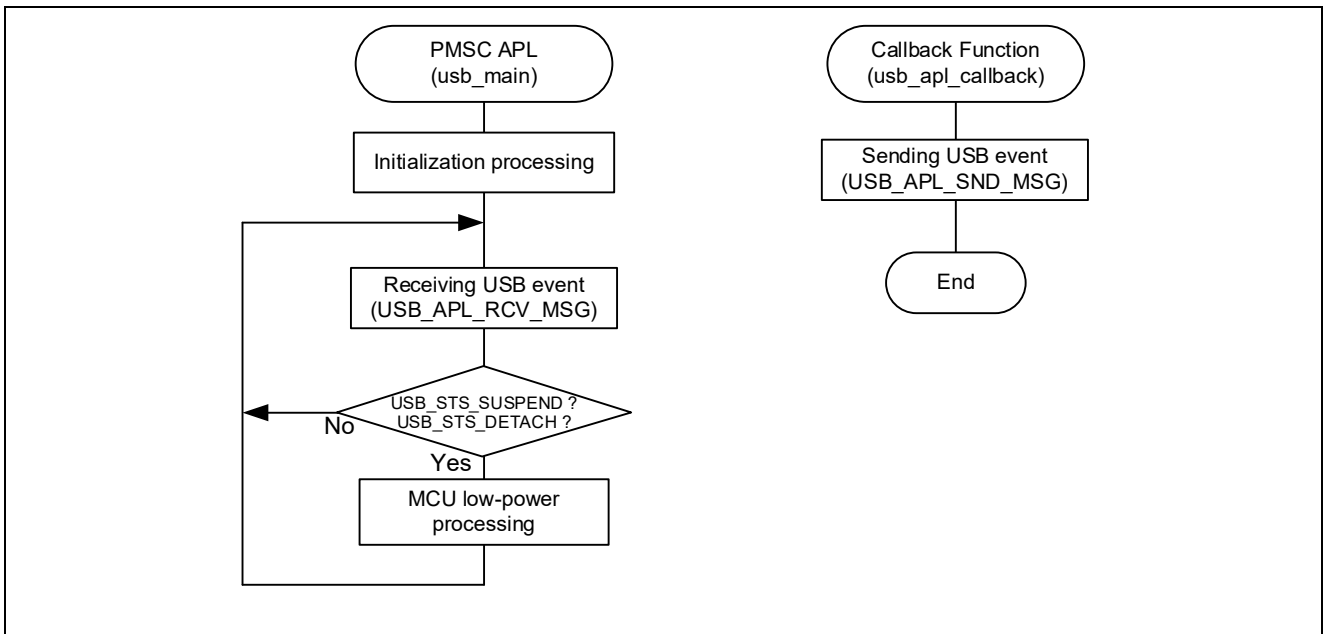 PMSC APL
(usb_main)
Initialization processing
Receiving USB event
(USB_APL_RCV_MSG)
USB_STS_SUSPEND ?
USB_STS_DETACH ?
No
Yes
MCU low-power
processing
Callback Function
(usb_apl_callback)
Sending USB event
(USB_APL_SND_MSG)
End